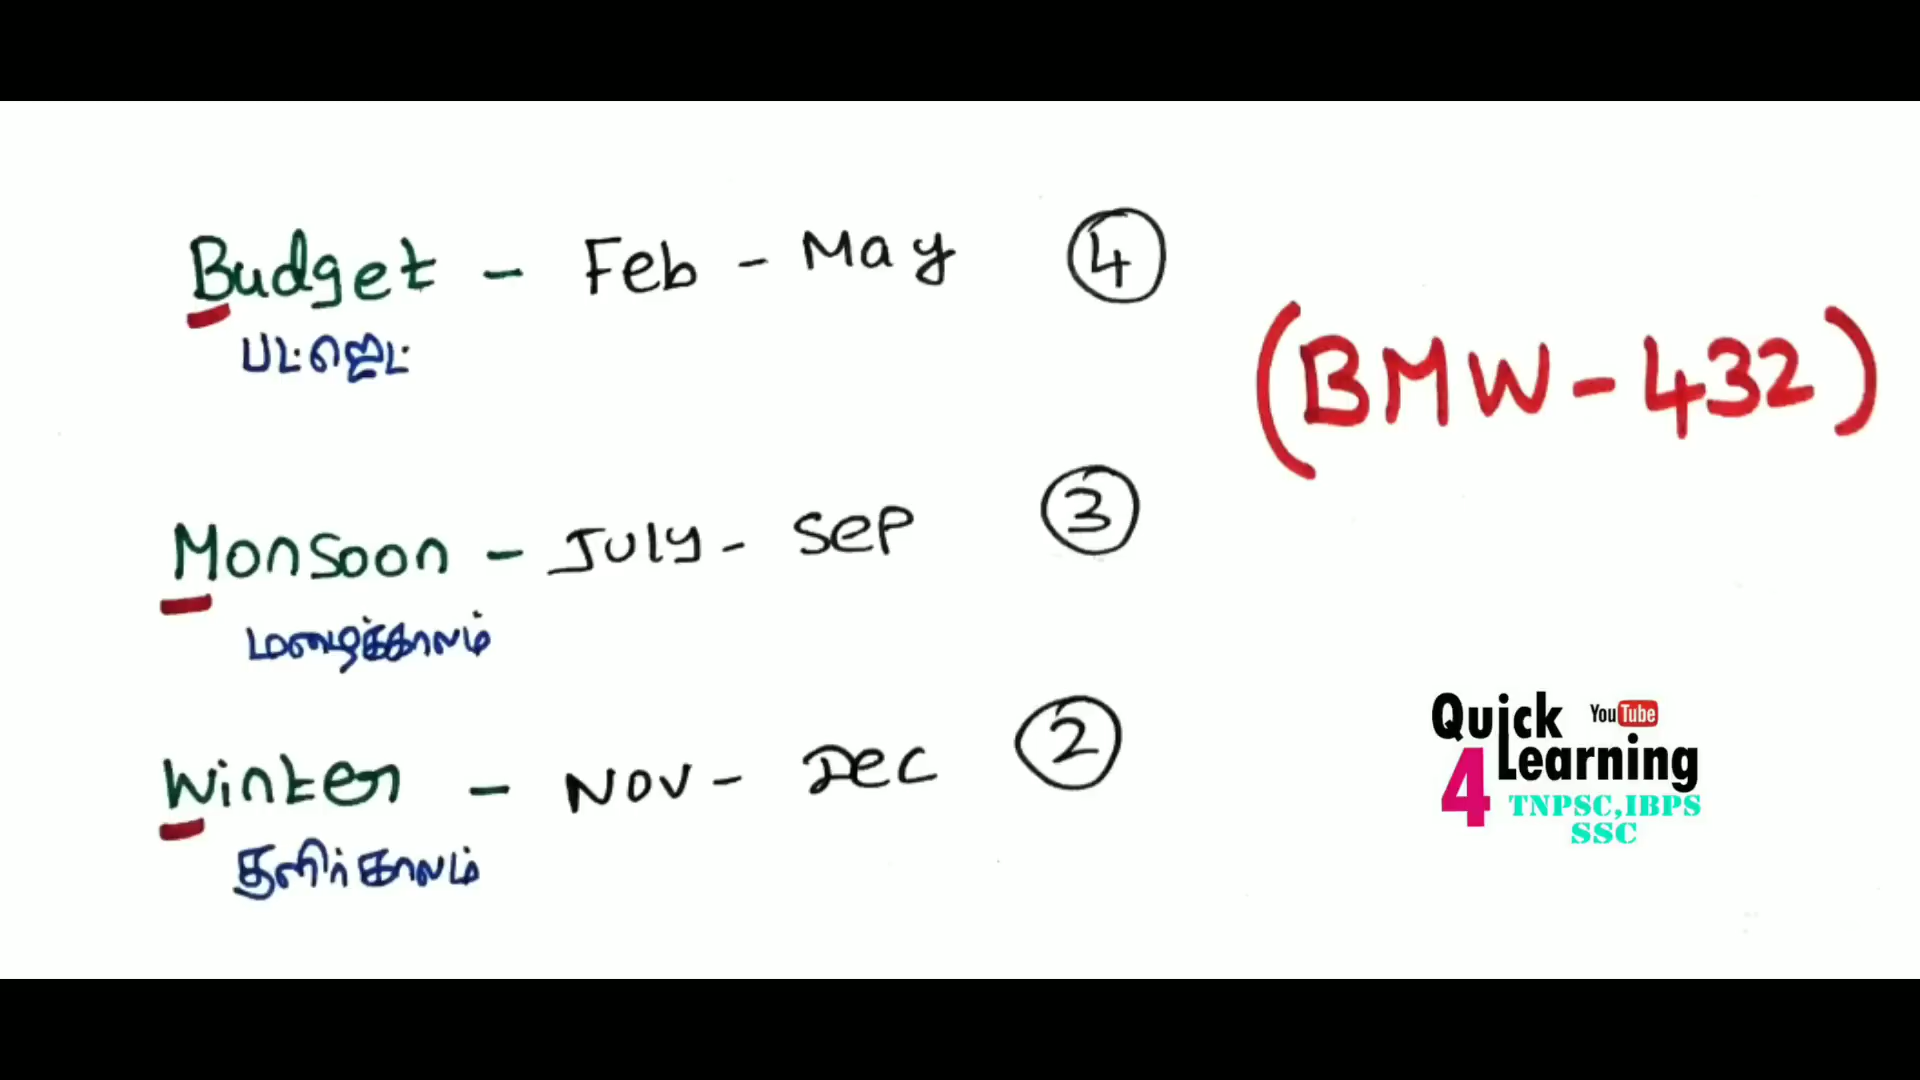 Budget - Feb - May 4
பட்ஜெட்
(BMW - 432)
Monsoon - July - Sep 3
மழைக்காலம்
Winter - Nov - Dec 2
குளிர்காலம்
Quick YouTube
4 Learning
TNPSC,IBPS
SSC